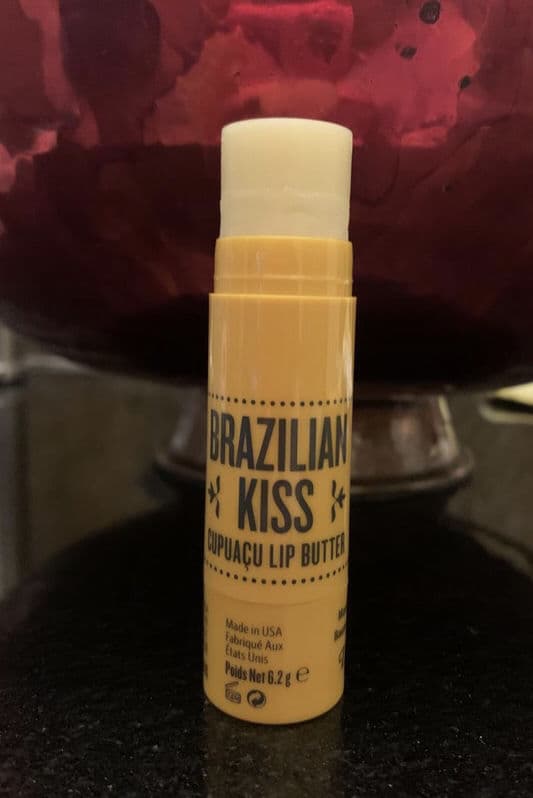 BRAZILIAN
KISS
CUPUAÇU LIP BUTTER
Made in USA
Fabriqué Aux
États Unis
Poids Net 6.2 g e